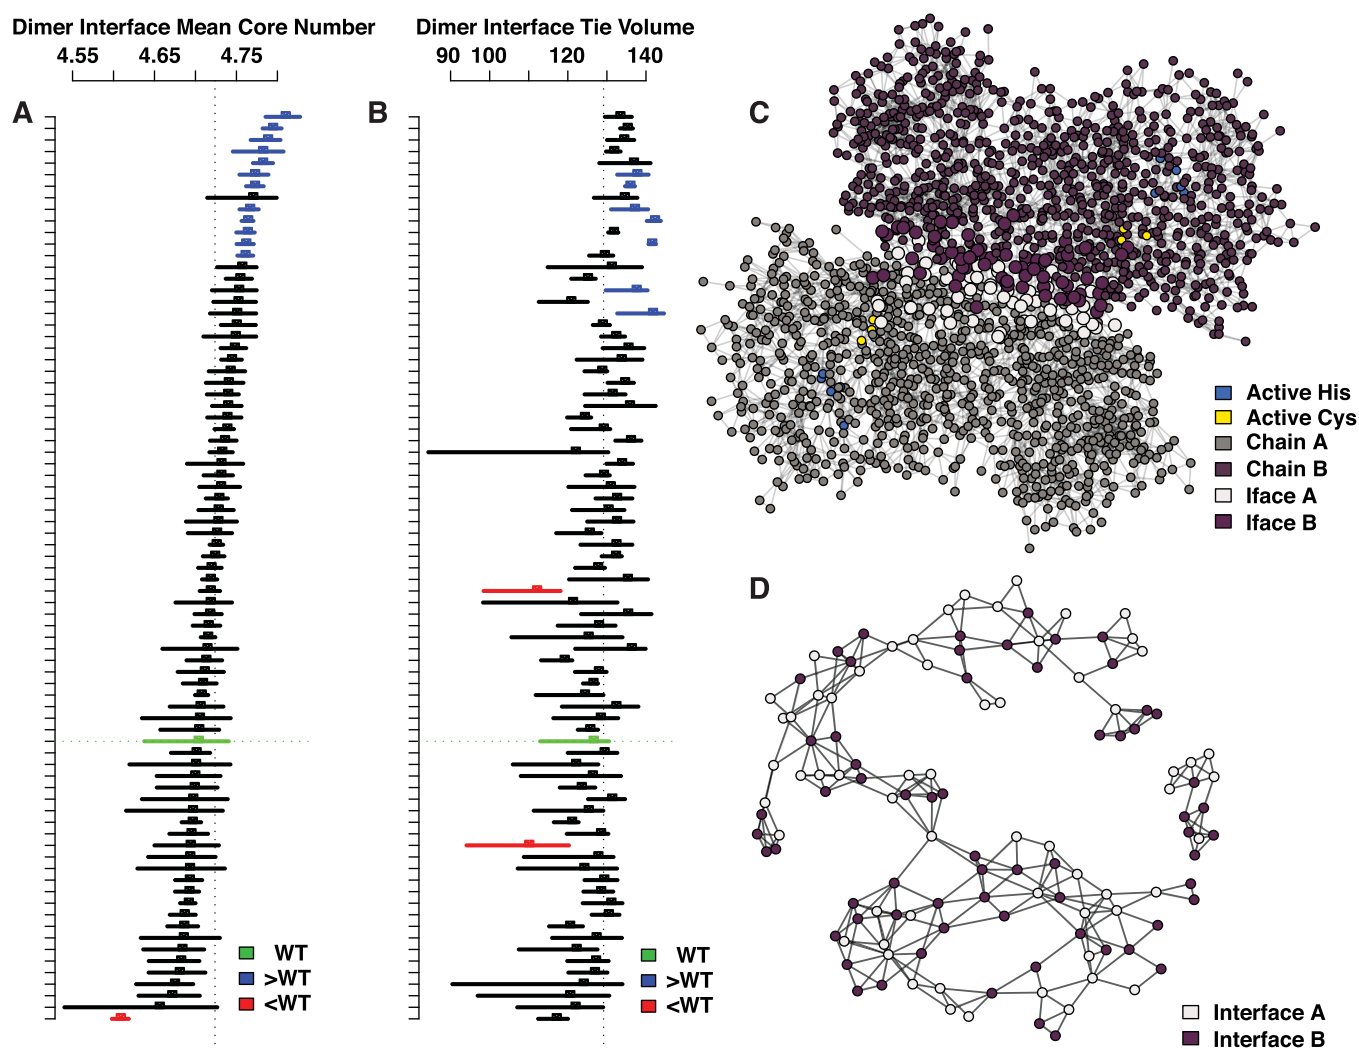 Dimer Interface Mean Core Number
4.55 4.65 4.75
A
WT
>WT
<WT
Dimer Interface Tie Volume
90 100 120 140
B
WT
>WT
<WT
C
Active His
Active Cys
Chain A
Chain B
Iface A
Iface B
D
Interface A
Interface B